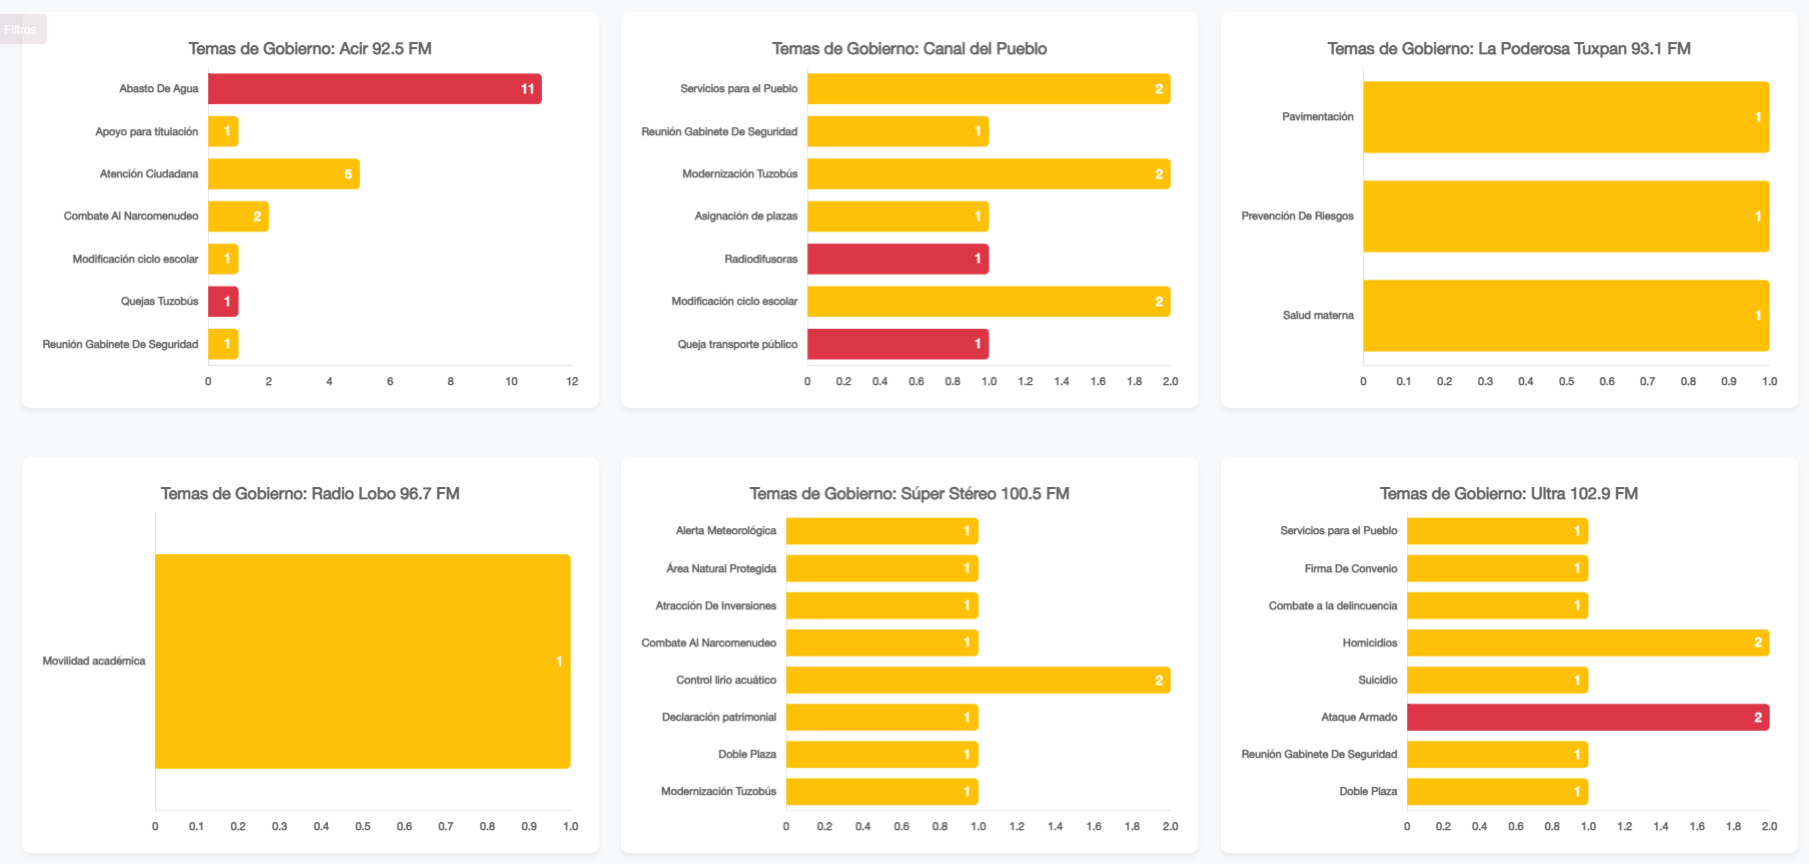 Filtros
Temas de Gobierno: Acir 92.5 FM
Abasto De Agua 11
Apoyo para titulación 1
Atención Ciudadana 5
Combate Al Narcomenudeo 2
Modificación ciclo escolar 1
Quejas Tuzobús 1
Reunión Gabinete De Seguridad 1
0 2 4 6 8 10 12
Temas de Gobierno: Canal del Pueblo
Servicios para el Pueblo 2
Reunión Gabinete De Seguridad 1
Modernización Tuzobús 2
Asignación de plazas 1
Radiodifusoras 1
Modificación ciclo escolar 2
Queja transporte público 1
0 0.2 0.4 0.6 0.8 1.0 1.2 1.4 1.6 1.8 2.0
Temas de Gobierno: La Poderosa Tuxpan 93.1 FM
Pavimentación 1
Prevención De Riesgos 1
Salud materna 1
0 0.1 0.2 0.3 0.4 0.5 0.6 0.7 0.8 0.9 1.0
Temas de Gobierno: Radio Lobo 96.7 FM
Movilidad académica 1
0 0.1 0.2 0.3 0.4 0.5 0.6 0.7 0.8 0.9 1.0
Temas de Gobierno: Súper Stéreo 100.5 FM
Alerta Meteorológica 1
Área Natural Protegida 1
Atracción De Inversiones 1
Combate Al Narcomenudeo 1
Control lirio acuático 2
Declaración patrimonial 1
Doble Plaza 1
Modernización Tuzobús 1
0 0.2 0.4 0.6 0.8 1.0 1.2 1.4 1.6 1.8 2.0
Temas de Gobierno: Ultra 102.9 FM
Servicios para el Pueblo 1
Firma De Convenio 1
Combate a la delincuencia 1
Homicidios 2
Suicidio 1
Ataque Armado 2
Reunión Gabinete De Seguridad 1
Doble Plaza 1
0 0.2 0.4 0.6 0.8 1.0 1.2 1.4 1.6 1.8 2.0